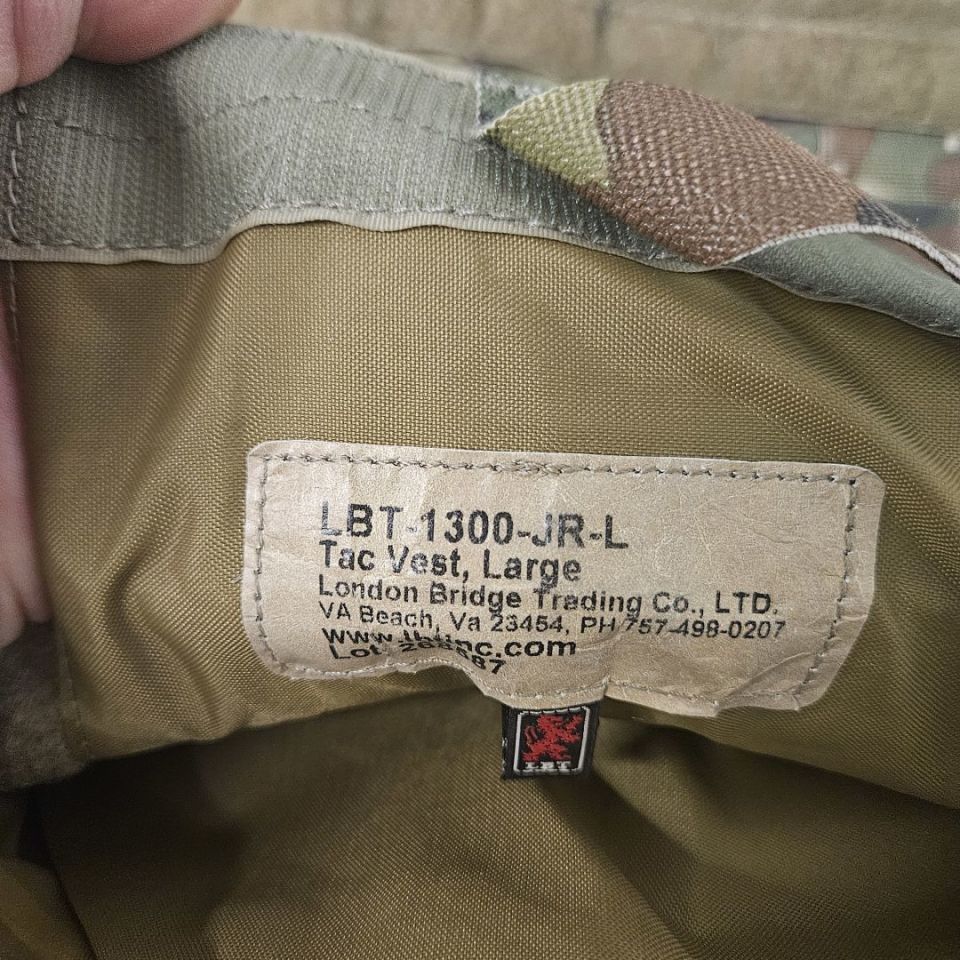 LBT-1300-JR-L
Tac Vest, Large
London Bridge Trading Co., LTD.
VA Beach, Va 23454, PH 757-498-0207
www.lbtinc.com
Lot:
LBT